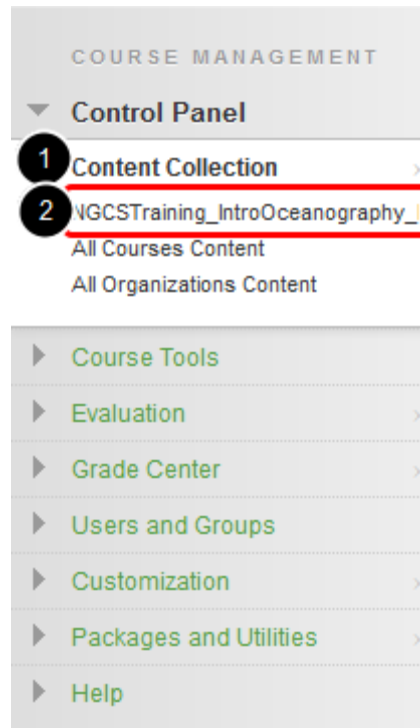 COURSE MANAGEMENT
Control Panel
1
Content Collection
2
NGCSTraining_IntroOceanography_
All Courses Content
All Organizations Content
Course Tools
Evaluation
Grade Center
Users and Groups
Customization
Packages and Utilities
Help